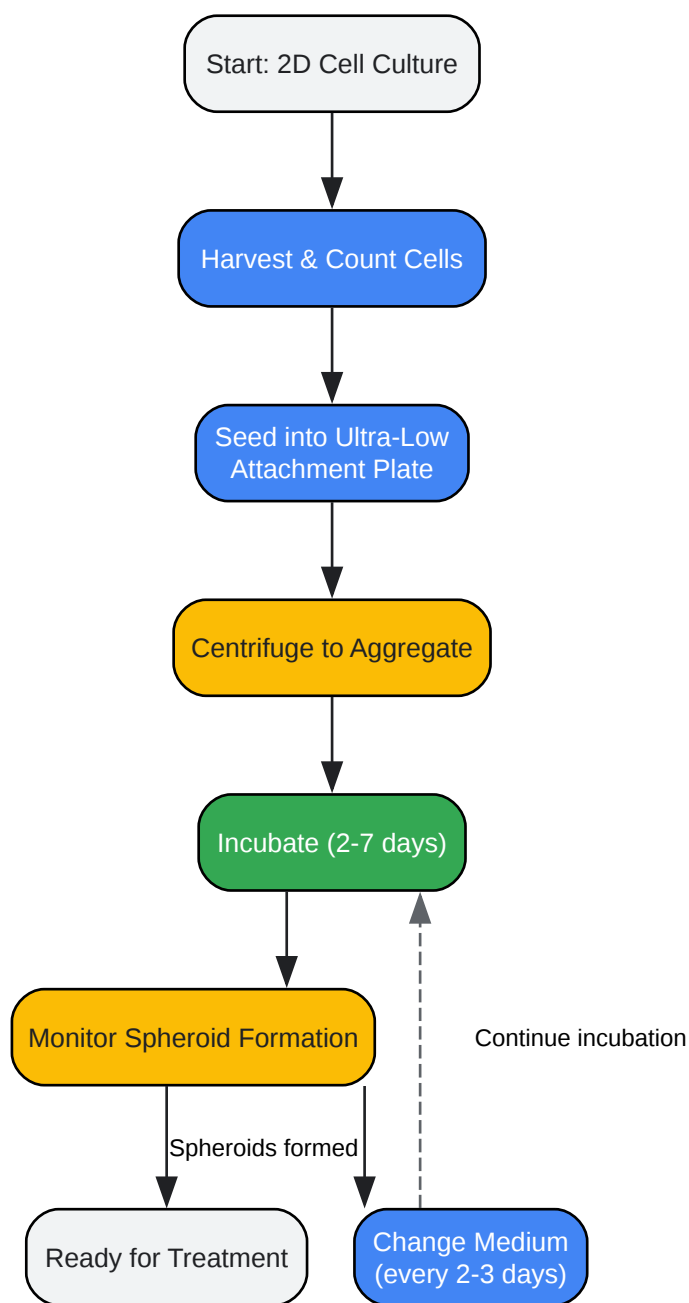 Start: 2D Cell Culture
Harvest & Count Cells
Seed into Ultra-Low
Attachment Plate
Centrifuge to Aggregate
Incubate (2-7 days)
Monitor Spheroid Formation
Continue incubation
Spheroids formed
Ready for Treatment
Change Medium
(every 2-3 days)